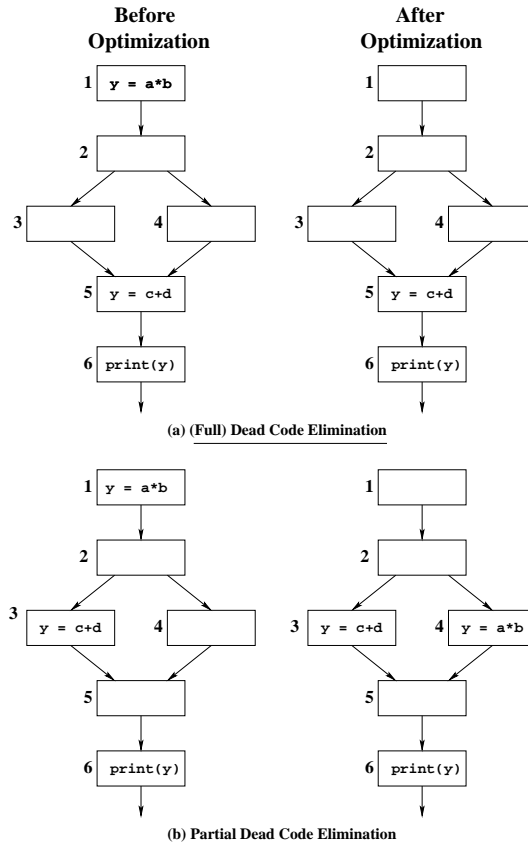 Before Optimization
After Optimization
1 y = a*b
1
2
2
3
4
3
4
5 y = c+d
5 y = c+d
6 print(y)
6 print(y)
(a) (Full) Dead Code Elimination
1 y = a*b
1
2
2
3 y = c+d
4
3 y = c+d
4 y = a*b
5
5
6 print(y)
6 print(y)
(b) Partial Dead Code Elimination